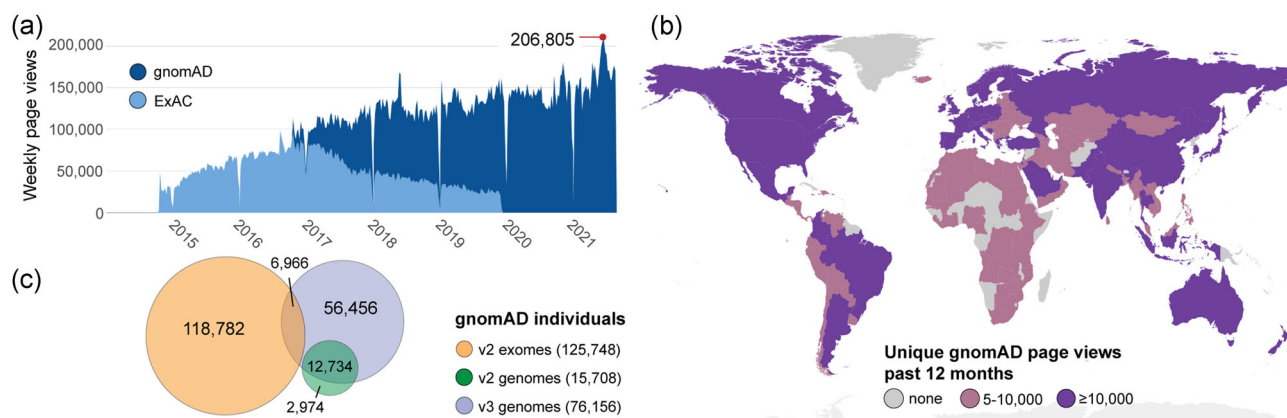 (a)
206,805
200,000
150,000
100,000
50,000
0
Weekly page views
gnomAD
ExAC
2015
2016
2017
2018
2019
2020
2021
(b)
Unique gnomAD page views
past 12 months
none
5-10,000
≥10,000
(c)
6,966
118,782
56,456
12,734
2,974
gnomAD individuals
v2 exomes (125,748)
v2 genomes (15,708)
v3 genomes (76,156)